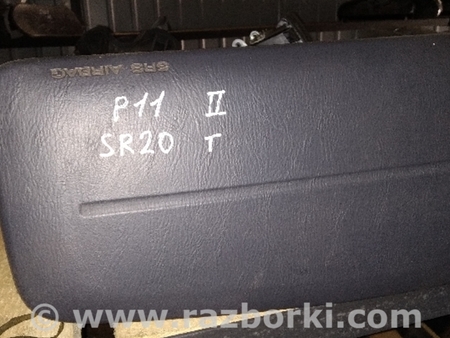 SRS AIRBAG
P11 II
SR20 T
© www.razborki.com